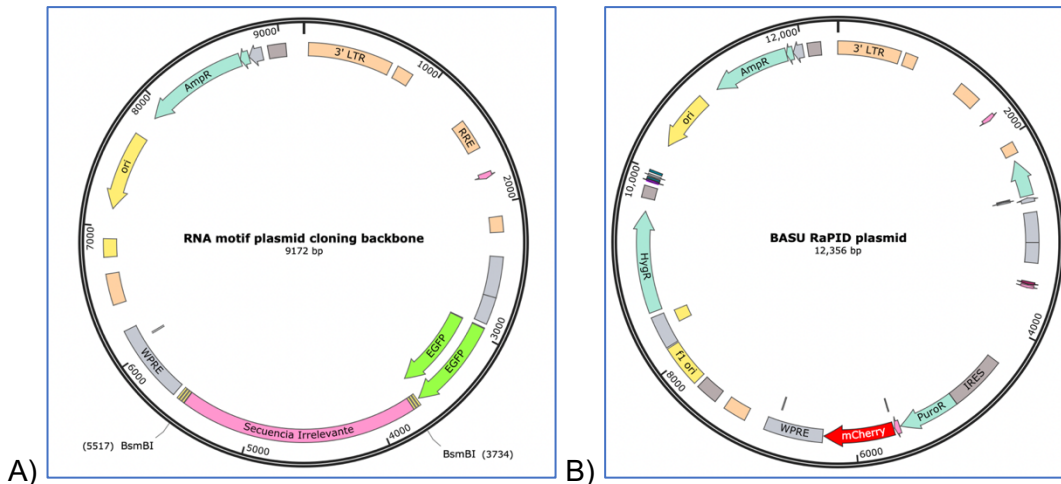 9000
3' LTR
1000
AmpR
8000
RRE
ori
2000
RNA motif plasmid cloning backbone
9172 bp
7000
3000
EGFP
EGFP
WPRE
6000
Secuencia Irrelevante
4000
5000
(5517) BsmBI
BsmBI (3734)
A)
12,000
3' LTR
AmpR
2000
ori
10,000
BASU RaPID plasmid
12,356 bp
HygR
4000
IRES
f1 ori
8000
PuroR
WPRE
mCherry
6000
B)